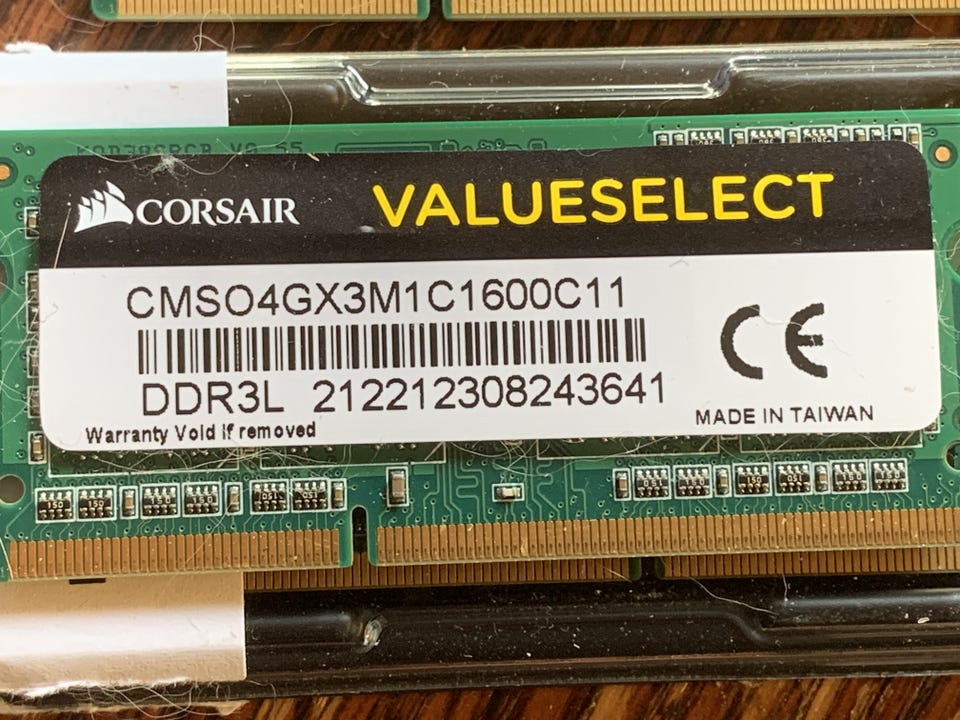 CORSAIR
VALUESELECT
CMSO4GX3M1C1600C11
DDR3L 212212308243641
CE
MADE IN TAIWAN
Warranty Void if removed